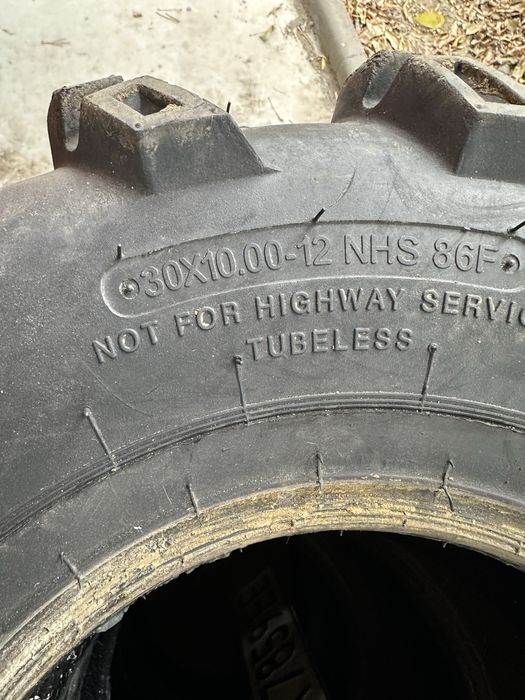 30X10.00-12 NHS 86F
NOT FOR HIGHWAY SERVIC
TUBELESS